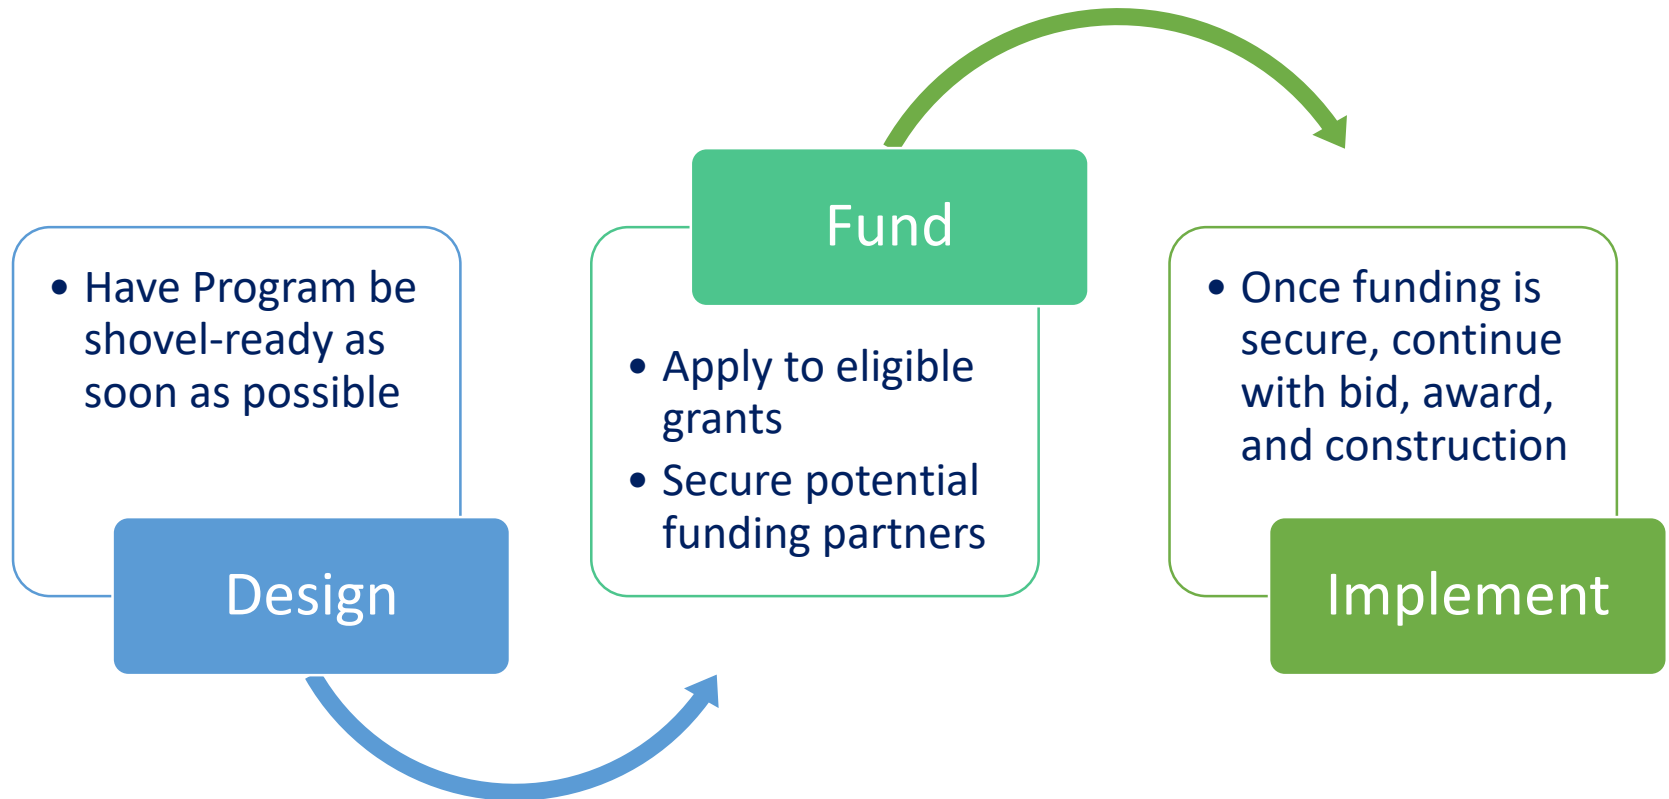 • Have Program be
shovel-ready as
soon as possible
Design
Fund
• Apply to eligible
grants
• Secure potential
funding partners
• Once funding is
secure, continue
with bid, award,
and construction
Implement